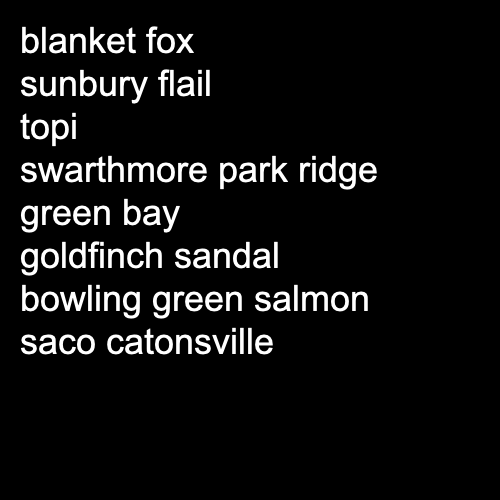 blanket fox
sunbury flail
topi
swarthmore park ridge
green bay
goldfinch sandal
bowling green salmon
saco catonsville